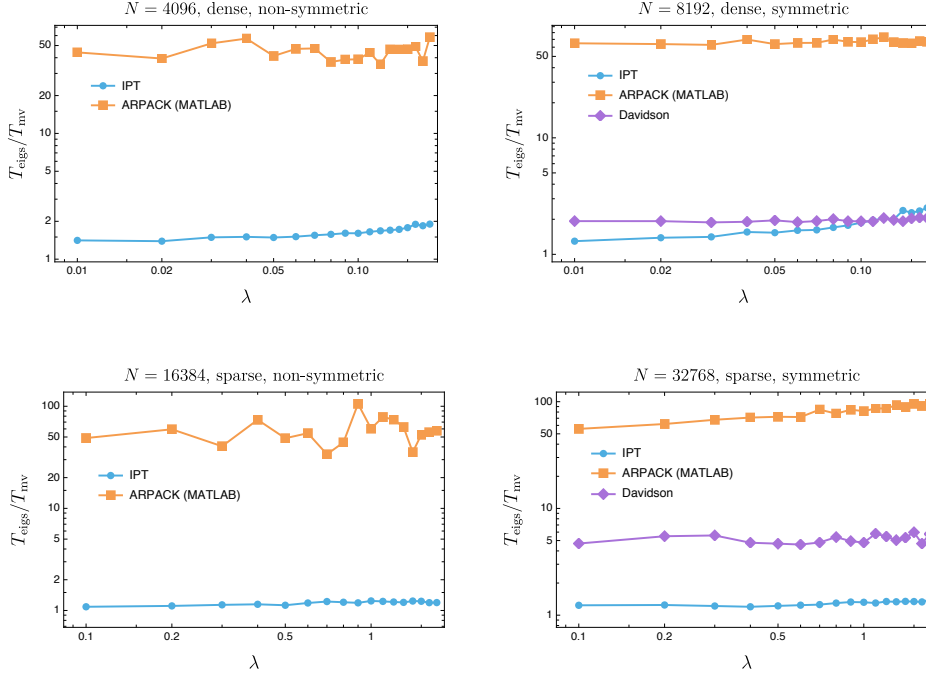 N = 4096, dense, non-symmetric
T_eigs/T_mv
50
10
5
2
1
IPT
ARPACK (MATLAB)
0.01
0.02
0.05
0.10
λ
N = 8192, dense, symmetric
T_eigs/T_mv
50
10
5
1
IPT
ARPACK (MATLAB)
Davidson
0.01
0.02
0.05
0.10
λ
N = 16384, sparse, non-symmetric
T_eigs/T_mv
100
50
10
5
1
IPT
ARPACK (MATLAB)
0.1
0.2
0.5
1
λ
N = 32768, sparse, symmetric
T_eigs/T_mv
100
50
10
5
1
IPT
ARPACK (MATLAB)
Davidson
0.1
0.2
0.5
1
λ